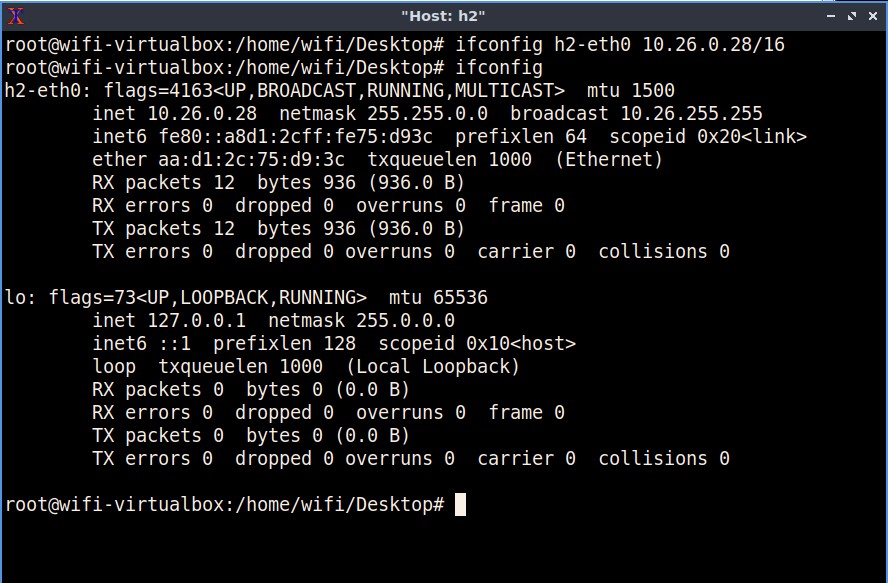 "Host: h2"
root@wifi-virtualbox:/home/wifi/Desktop# ifconfig h2-eth0 10.26.0.28/16
root@wifi-virtualbox:/home/wifi/Desktop# ifconfig
h2-eth0: flags=4163<UP,BROADCAST,RUNNING,MULTICAST>  mtu 1500
        inet 10.26.0.28  netmask 255.255.0.0  broadcast 10.26.255.255
        inet6 fe80::a8d1:2cff:fe75:d93c  prefixlen 64  scopeid 0x20<link>
        ether aa:d1:2c:75:d9:3c  txqueuelen 1000  (Ethernet)
        RX packets 12  bytes 936 (936.0 B)
        RX errors 0  dropped 0  overruns 0  frame 0
        TX packets 12  bytes 936 (936.0 B)
        TX errors 0  dropped 0 overruns 0  carrier 0  collisions 0

lo: flags=73<UP,LOOPBACK,RUNNING>  mtu 65536
        inet 127.0.0.1  netmask 255.0.0.0
        inet6 ::1  prefixlen 128  scopeid 0x10<host>
        loop  txqueuelen 1000  (Local Loopback)
        RX packets 0  bytes 0 (0.0 B)
        RX errors 0  dropped 0  overruns 0  frame 0
        TX packets 0  bytes 0 (0.0 B)
        TX errors 0  dropped 0 overruns 0  carrier 0  collisions 0

root@wifi-virtualbox:/home/wifi/Desktop#